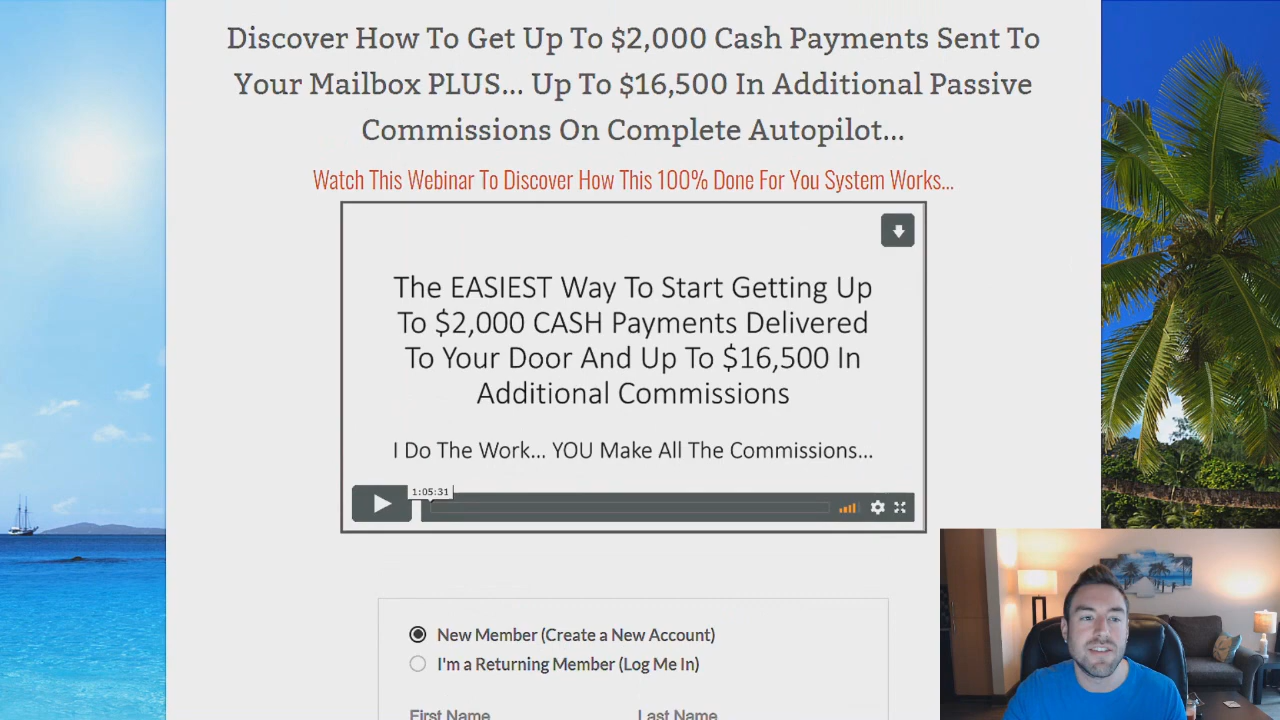 Discover How To Get Up To $2,000 Cash Payments Sent To
Your Mailbox PLUS... Up To $16,500 In Additional Passive
Commissions On Complete Autopilot...
Watch This Webinar To Discover How This 100% Done For You System Works...
The EASIEST Way To Start Getting Up
To $2,000 CASH Payments Delivered
To Your Door And Up To $16,500 In
Additional Commissions
I Do The Work... YOU Make All The Commissions...
1:05:31
New Member (Create a New Account)
I'm a Returning Member (Log Me In)
First Name
Last Name